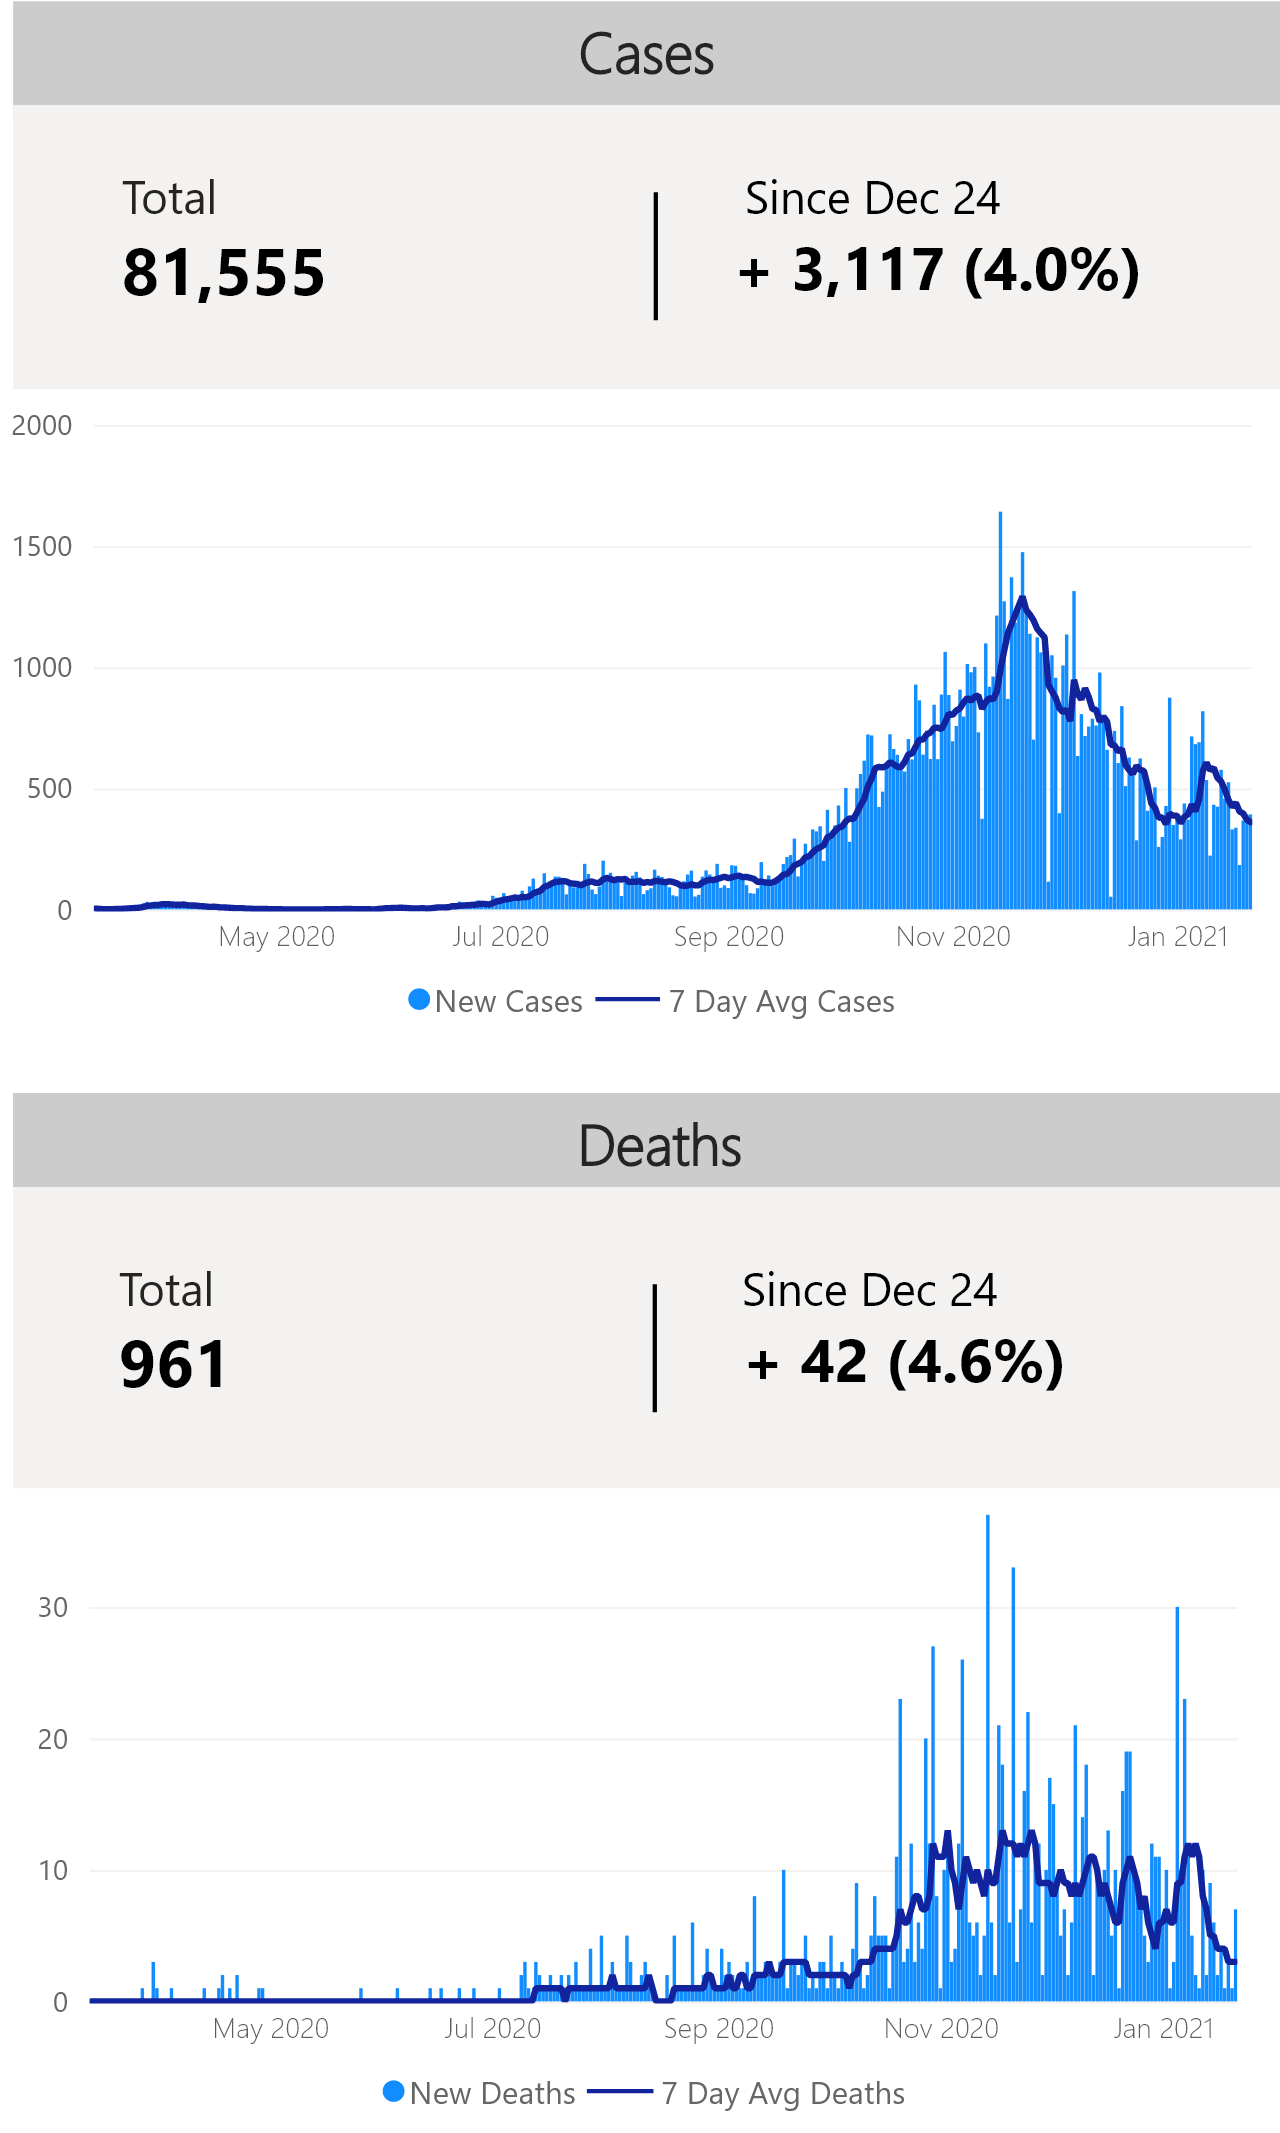 Cases
Total
Since Dec 24
81,555
+ 3,117 (4.0%)
2000
1500
1000
500
0
May 2020 Jul 2020 Sep 2020 Nov 2020 Jan 2021
New Cases 7 Day Avg Cases
Deaths
Total
Since Dec 24
961
+ 42 (4.6%)
30
20
10
0
May 2020 Jul 2020 Sep 2020 Nov 2020 Jan 2021
New Deaths 7 Day Avg Deaths